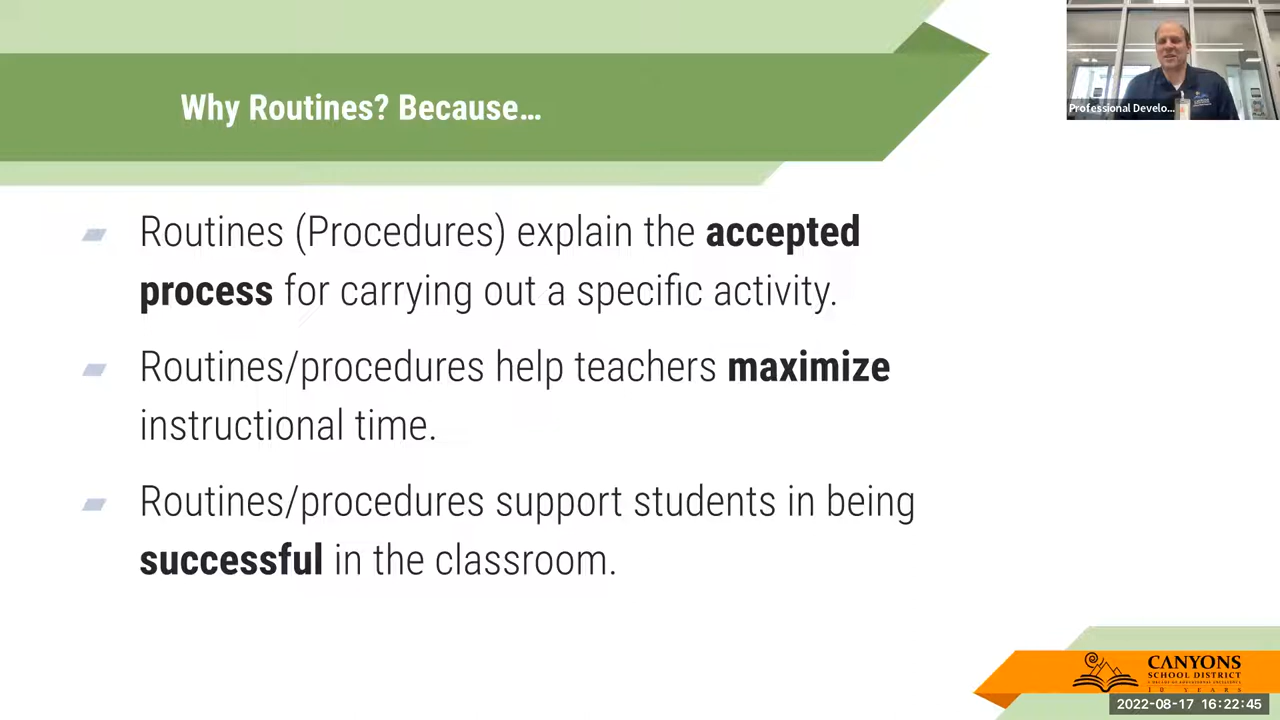 Why Routines? Because…
Professional Develo...
Routines (Procedures) explain the accepted
process for carrying out a specific activity.
Routines/procedures help teachers maximize
instructional time.
Routines/procedures support students in being
successful in the classroom.
CANYONS
SCHOOL DISTRICT
2022-08-17 16:22:45